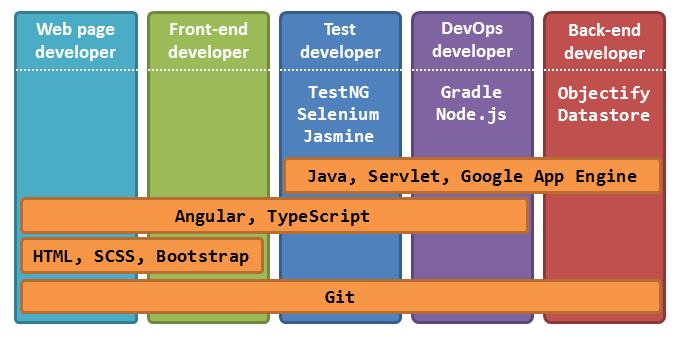 Web page
developer
Front-end
developer
Test
developer
DevOps
developer
Back-end
developer
TestNG
Selenium
Jasmine
Gradle
Node.js
Objectify
Datastore
Java, Servlet, Google App Engine
Angular, TypeScript
HTML, SCSS, Bootstrap
Git